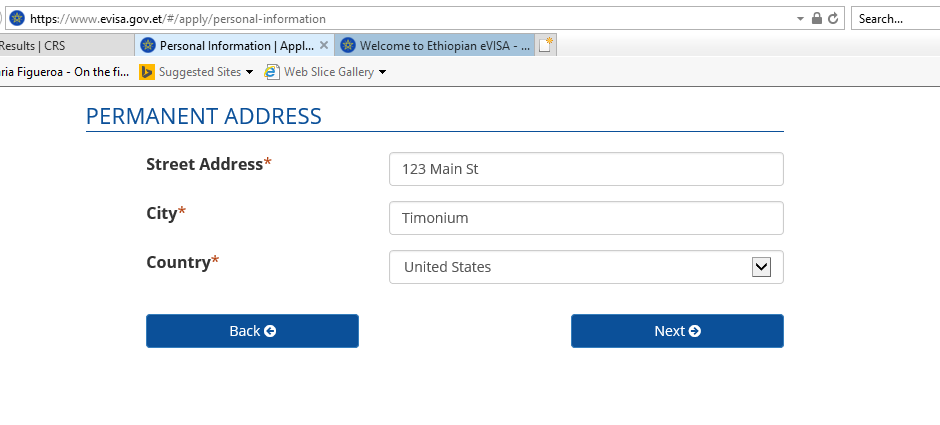 https://www.evisa.gov.et/#/apply/personal-information
Search...
Results | CRS
Personal Information | Appl...
Welcome to Ethiopian eVISA - ...
ria Figueroa - On the fi...
Suggested Sites
Web Slice Gallery
PERMANENT ADDRESS
Street Address*
123 Main St
City*
Timonium
Country*
United States
Back
Next